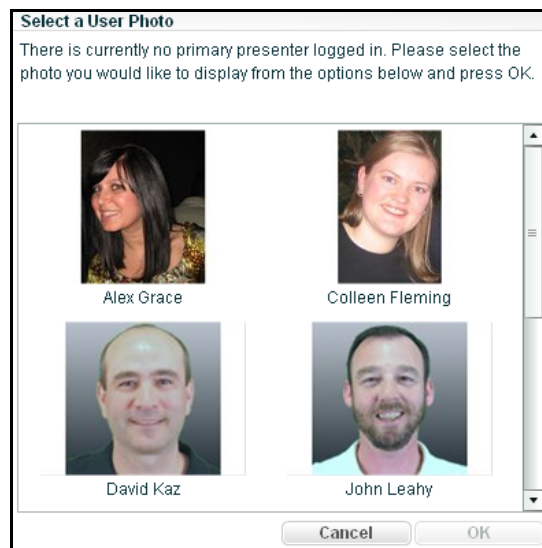 Select a User Photo
There is currently no primary presenter logged in. Please select the
photo you would like to display from the options below and press OK.
Alex Grace
Colleen Fleming
David Kaz
John Leahy
Cancel
OK